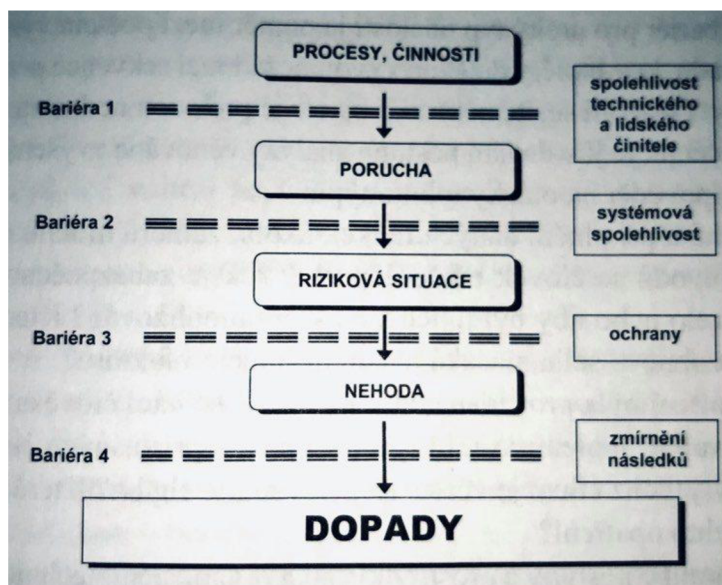 PROCESY, ČINNOSTI
Bariéra 1
spolehlivost
technického
a lidského
činitele
PORUCHA
Bariéra 2
systémová
spolehlivost
RIZIKOVÁ SITUACE
Bariéra 3
ochrany
NEHODA
Bariéra 4
zmírnění
následků
DOPADY